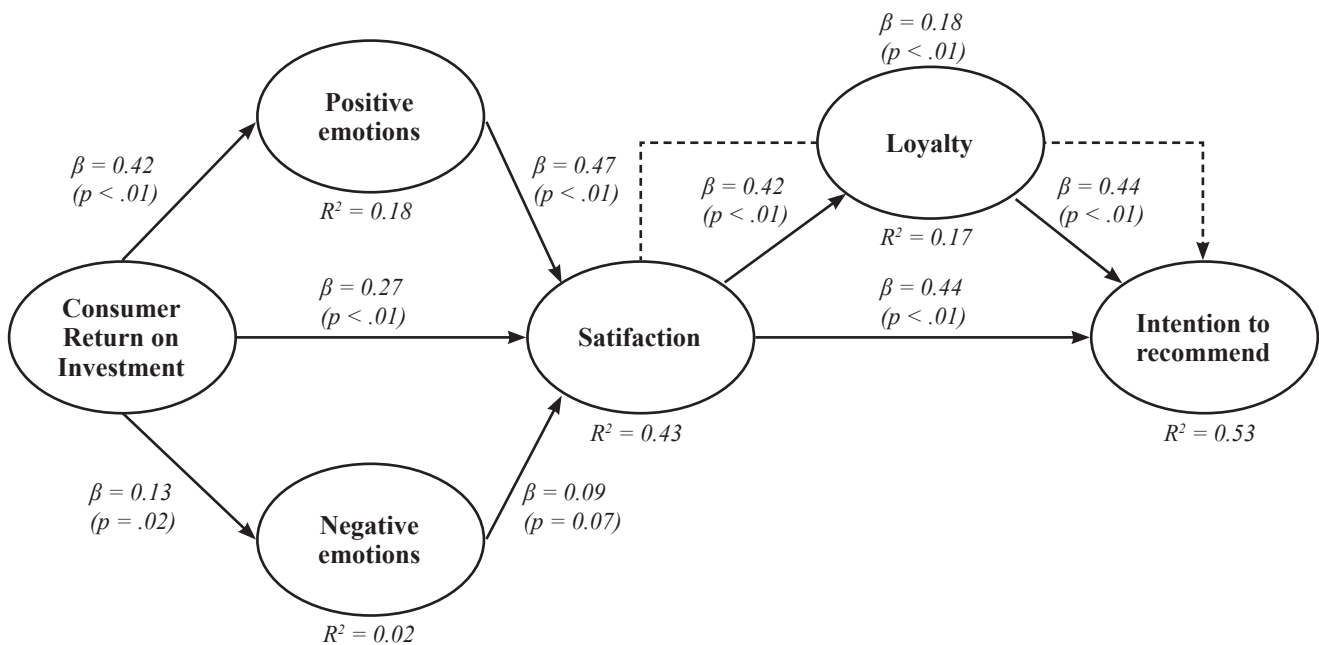 β = 0.18
(p < .01)
Positive
emotions
Loyalty
β = 0.42
(p < .01)
β = 0.47
(p < .01)
β = 0.42
(p < .01)
β = 0.44
(p < .01)
R² = 0.18
R² = 0.17
Consumer
Return on
Investment
β = 0.27
(p < .01)
Satifaction
β = 0.44
(p < .01)
Intention to
recommend
R² = 0.43
R² = 0.53
β = 0.13
(p = .02)
Negative
emotions
β = 0.09
(p = 0.07)
R² = 0.02